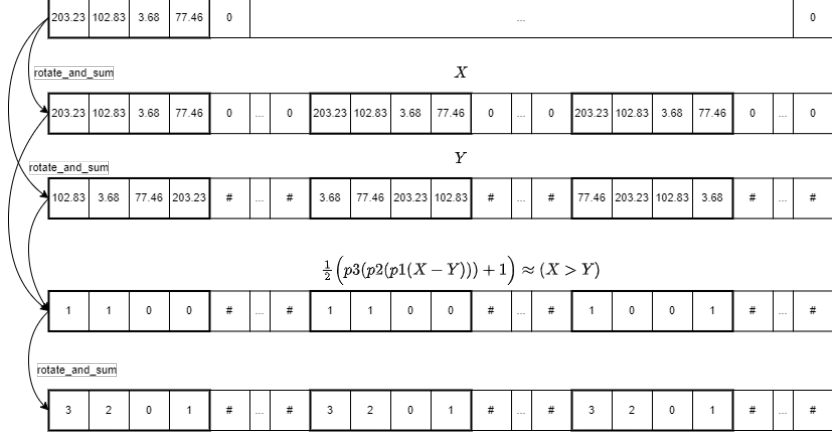 203.23 102.83 3.68 77.46 0 ... 0
rotate_and_sum
X
203.23 102.83 3.68 77.46 0 ... 0 203.23 102.83 3.68 77.46 0 ... 0 203.23 102.83 3.68 77.46 0 ... 0
Y
rotate_and_sum
102.83 3.68 77.46 203.23 # ... # 3.68 77.46 203.23 102.83 # ... # 77.46 203.23 102.83 3.68 # ... #
½(p3(p2(p1(X − Y))) + 1) ≈ (X > Y)
1 1 0 0 # ... # 1 1 0 0 # ... # 1 0 0 1 # ... #
rotate_and_sum
3 2 0 1 # ... # 3 2 0 1 # ... # 3 2 0 1 # ... #